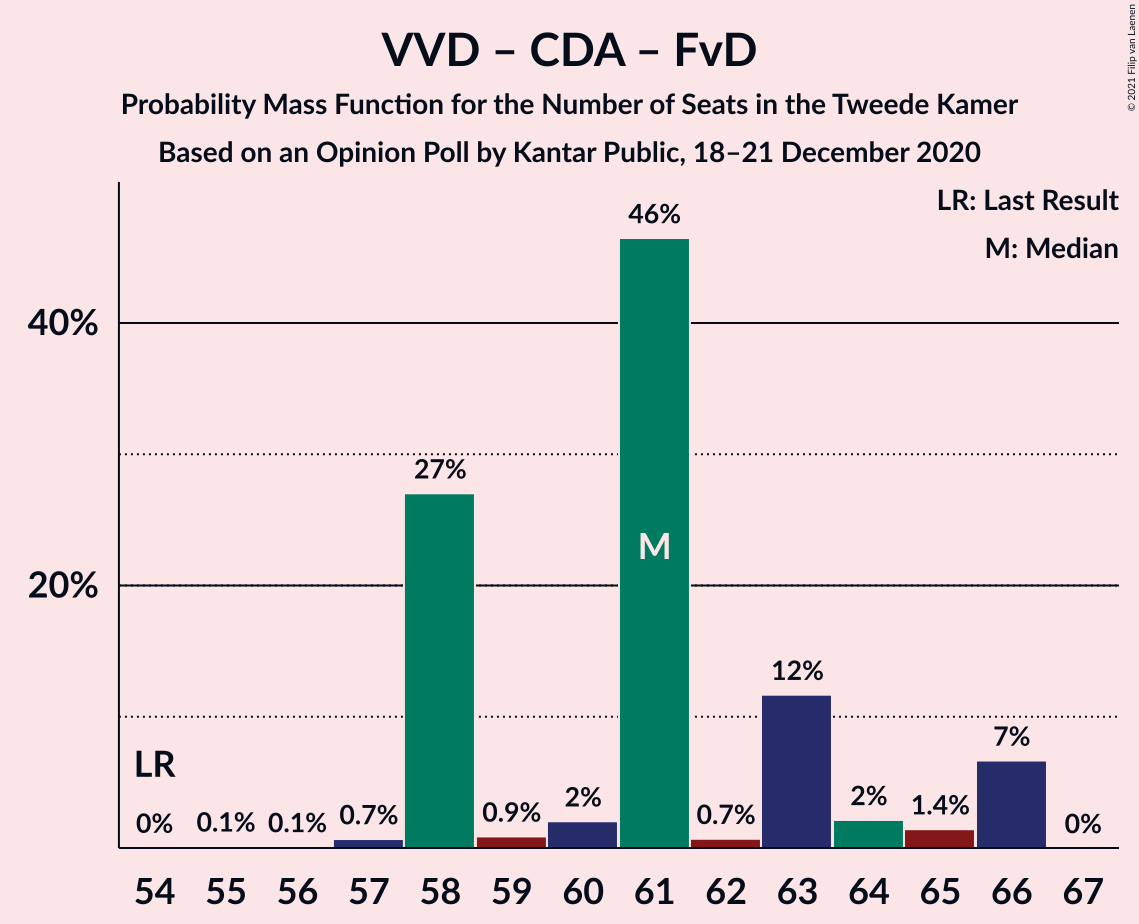 VVD – CDA – FvD
Probability Mass Function for the Number of Seats in the Tweede Kamer
Based on an Opinion Poll by Kantar Public, 18–21 December 2020
© 2021 Filip van Laenen
LR: Last Result
M: Median
46%
40%
27%
M
20%
12%
7%
LR
0% 0.1% 0.1% 0.7% 0.9% 2% 0.7% 2% 1.4% 0%
54 55 56 57 58 59 60 61 62 63 64 65 66 67